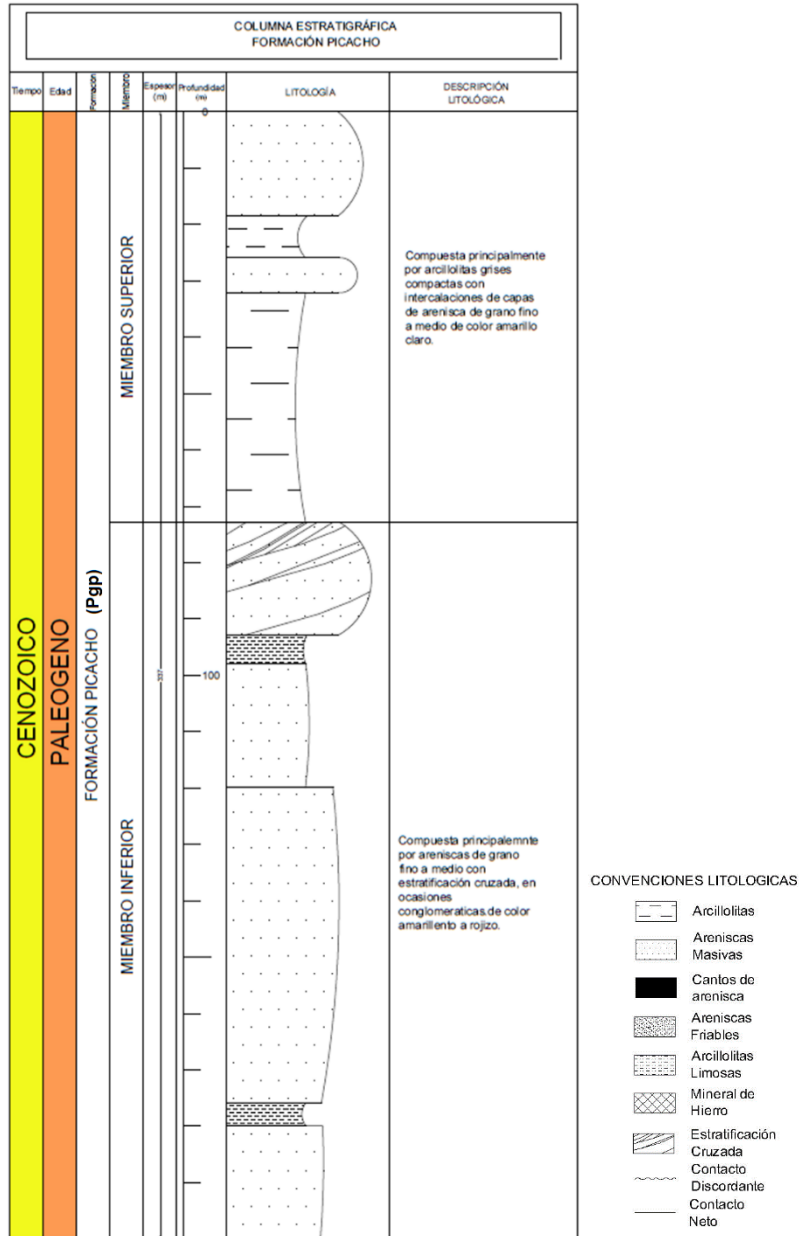 COLUMNA ESTRATIGRÁFICA
FORMACIÓN PICACHO
Tiempo
Edad
Formación
Miembro
Espesor
(m)
Profundidad
(m)
LITOLOGÍA
DESCRIPCIÓN
LITOLÓGICA
0
CENOZOICO
PALEOGENO
FORMACIÓN PICACHO (Pgp)
MIEMBRO SUPERIOR
Compuesta principalmente
por arcillolitas grises
compactas con
intercalaciones de capas
de arenisca de grano fino
a medio de color amarillo
claro.
337
100
MIEMBRO INFERIOR
Compuesta principalemnte
por areniscas de grano
fino a medio con
estratificación cruzada, en
ocasiones
conglomeraticas.de color
amarillento a rojizo.
CONVENCIONES LITOLOGICAS
Arcillolitas
Areniscas
Masivas
Cantos de
arenisca
Areniscas
Friables
Arcillolitas
Limosas
Mineral de
Hierro
Estratificación
Cruzada
Contacto
Discordante
Contacto
Neto